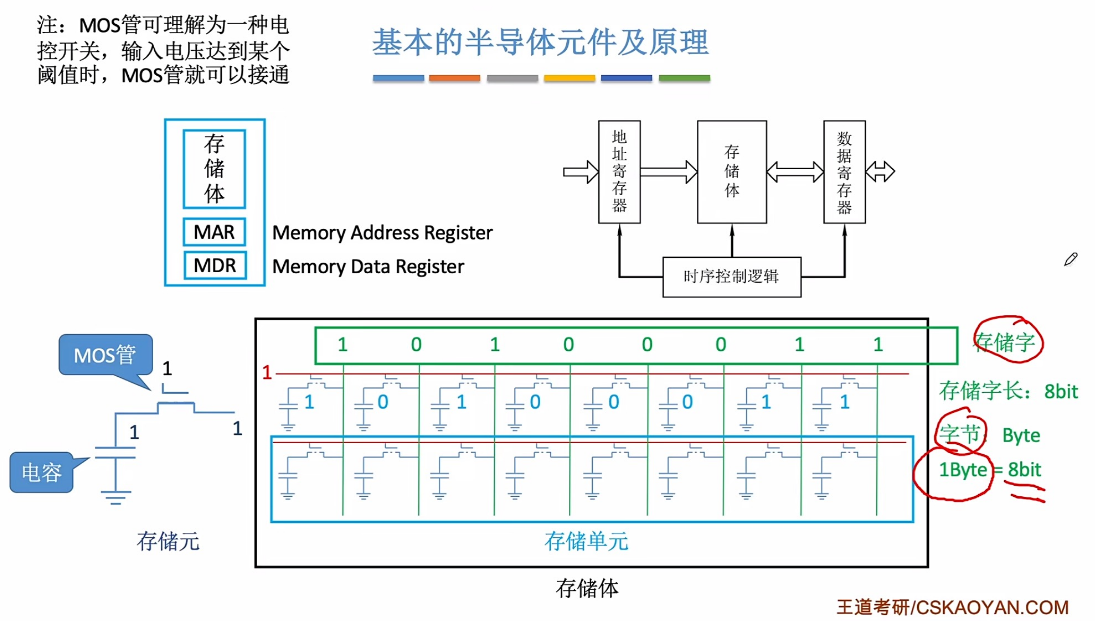 注：MOS管可理解为一种电
控开关，输入电压达到某个
阈值时，MOS管就可以接通
基本的半导体元件及原理
存
储
体
MAR
Memory Address Register
MDR
Memory Data Register
地
址
寄
存
器
存
储
体
数
据
寄
存
器
时序控制逻辑
MOS管
1
1
1
电容
存储元
1 0 1 0 0 0 1 1
存储字
1
1 0 1 0 0 0 1 1
存储字长：8bit
字节：Byte
1Byte = 8bit
存储单元
存储体
王道考研/CSKAOYAN.COM